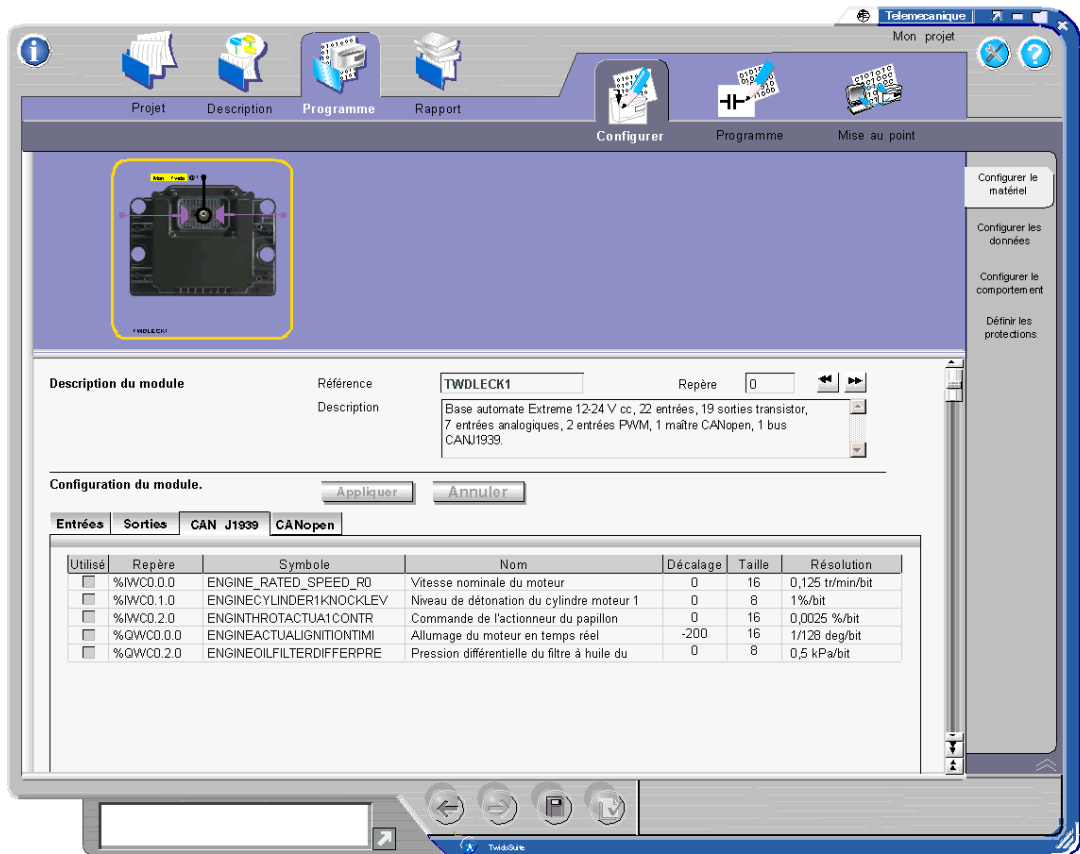 Telemecanique
Mon projet
Projet
Description
Programme
Rapport
Configurer
Programme
Mise au point
Configurer le
matériel
Configurer les
données
Configurer le
comportement
Définir les
protections
Mon Twido
TWDLECK1
Description du module
Référence
TWDLECK1
Repère
0
Description
Base automate Extreme 12-24 V cc, 22 entrées, 19 sorties transistor,
7 entrées analogiques, 2 entrées PWM, 1 maître CANopen, 1 bus
CANJ1939.
Configuration du module.
Appliquer
Annuler
Entrées Sorties CAN J1939 CANopen
Utilisé Repère Symbole Nom Décalage Taille Résolution
%IWC0.0.0 ENGINE_RATED_SPEED_R0 Vitesse nominale du moteur 0 16 0,125 tr/min/bit
%IWC0.1.0 ENGINECYLINDER1KNOCKLEV Niveau de détonation du cylindre moteur 1 0 8 1%/bit
%IWC0.2.0 ENGINTHROTACTUA1CONTR Commande de l'actionneur du papillon 0 16 0,0025 %/bit
%QWC0.0.0 ENGINEACTUALIGNITIONTIMI Allumage du moteur en temps réel -200 16 1/128 deg/bit
%QWC0.2.0 ENGINEOILFILTERDIFFERPRE Pression différentielle du filtre à huile du 0 8 0,5 kPa/bit
TwidoSuite